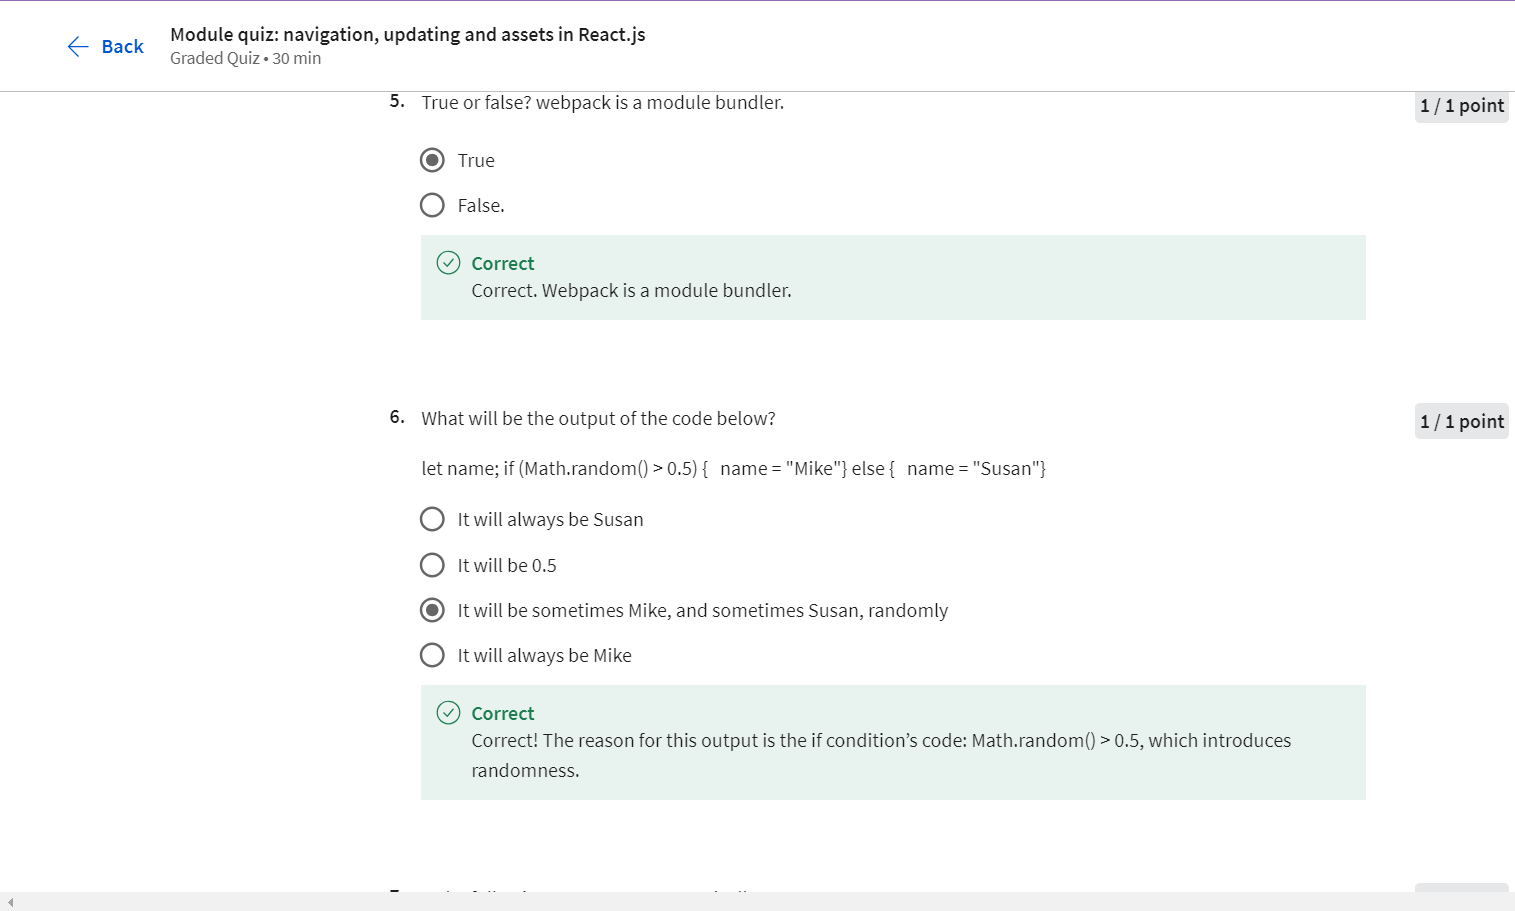 Back
Module quiz: navigation, updating and assets in React.js
Graded Quiz • 30 min
5. True or false? webpack is a module bundler.
1 / 1 point
True
False.
Correct
Correct. Webpack is a module bundler.
6. What will be the output of the code below?
1 / 1 point
let name; if (Math.random() > 0.5) {  name = "Mike"} else {  name = "Susan"}
It will always be Susan
It will be 0.5
It will be sometimes Mike, and sometimes Susan, randomly
It will always be Mike
Correct
Correct! The reason for this output is the if condition’s code: Math.random() > 0.5, which introduces
randomness.